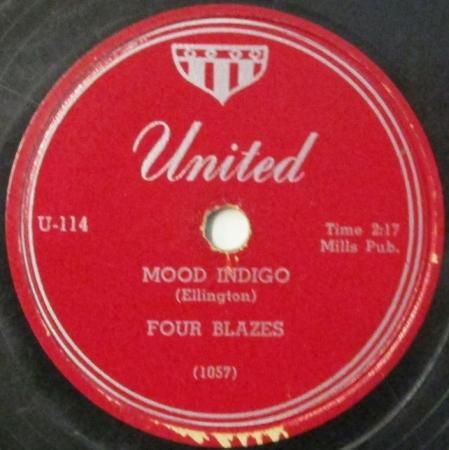 United
U-114
Time 2:17
Mills Pub.
MOOD INDIGO
(Ellington)
FOUR BLAZES
(1057)